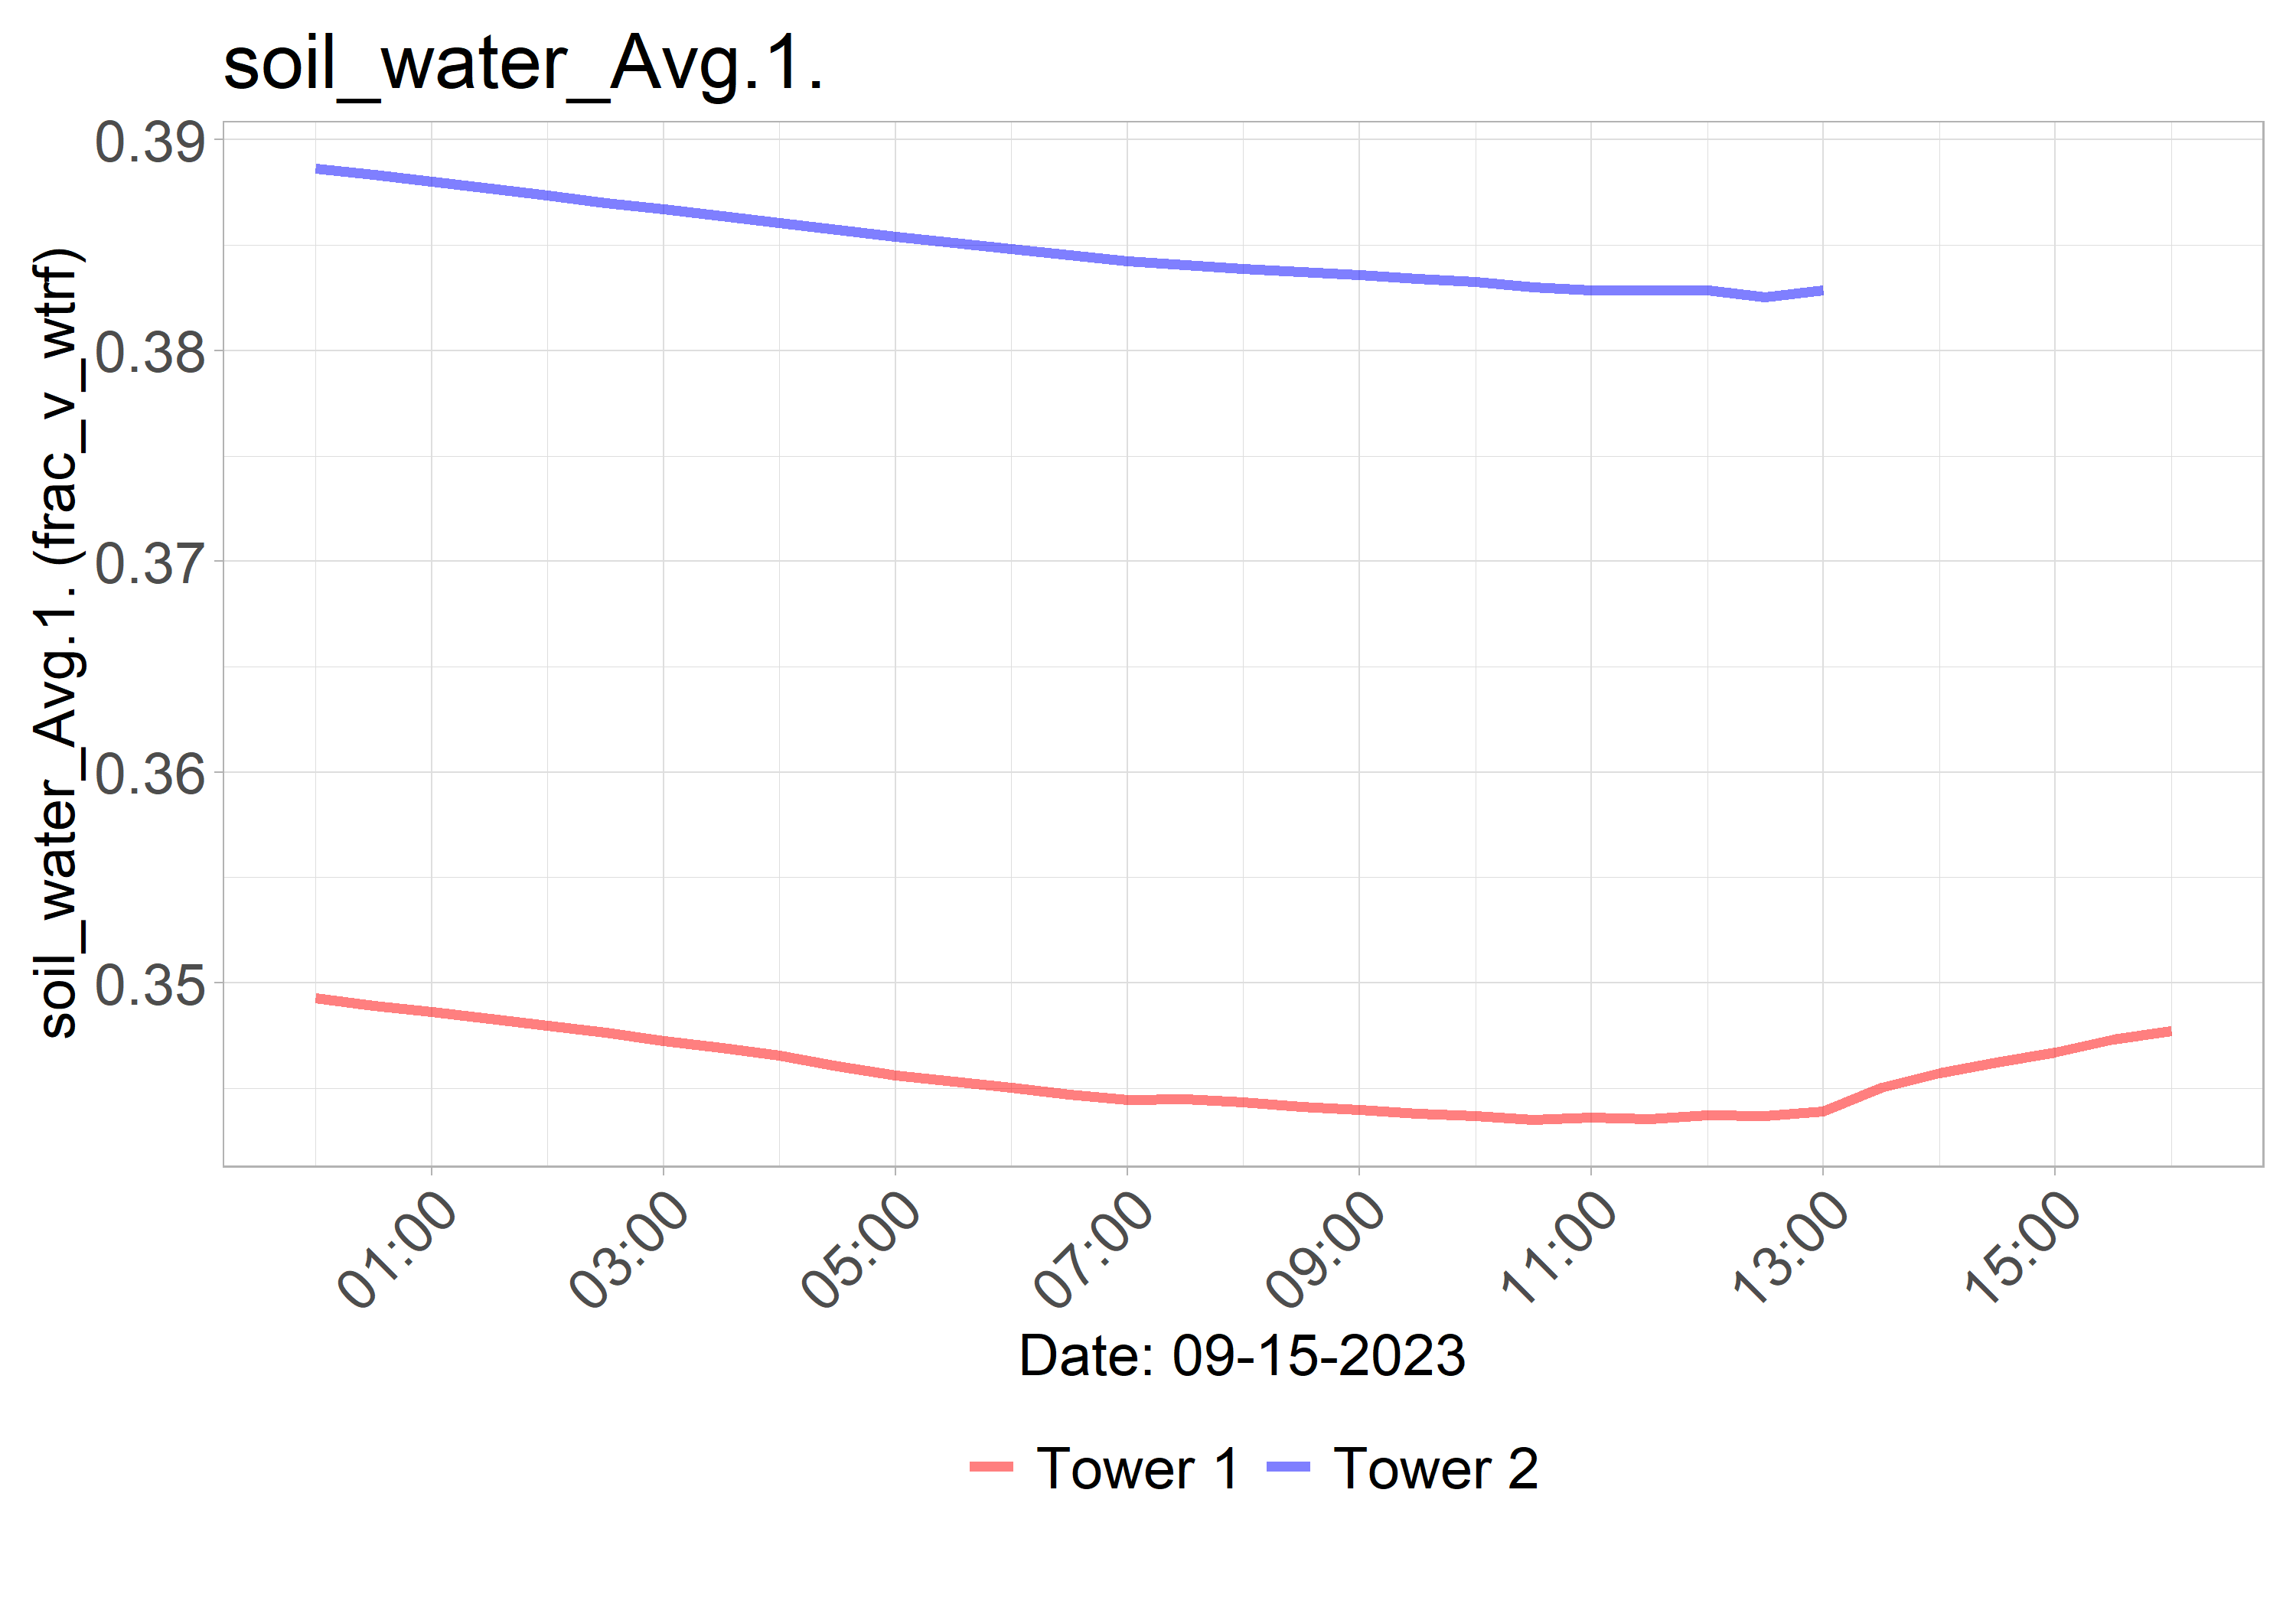 soil_water_Avg.1.
soil_water_Avg.1. (frac_v_wtrf)
0.39
0.38
0.37
0.36
0.35
01:00
03:00
05:00
07:00
09:00
11:00
13:00
15:00
Date: 09-15-2023
Tower 1
Tower 2